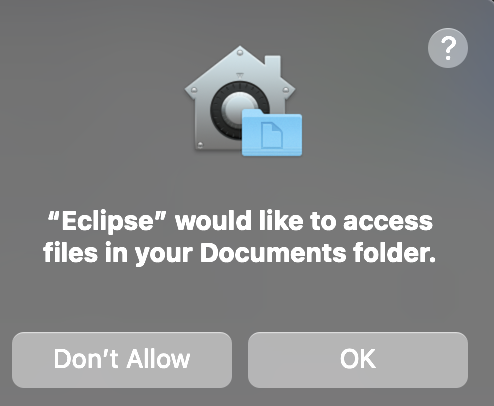 ?
“Eclipse” would like to access
files in your Documents folder.
Don’t Allow
OK